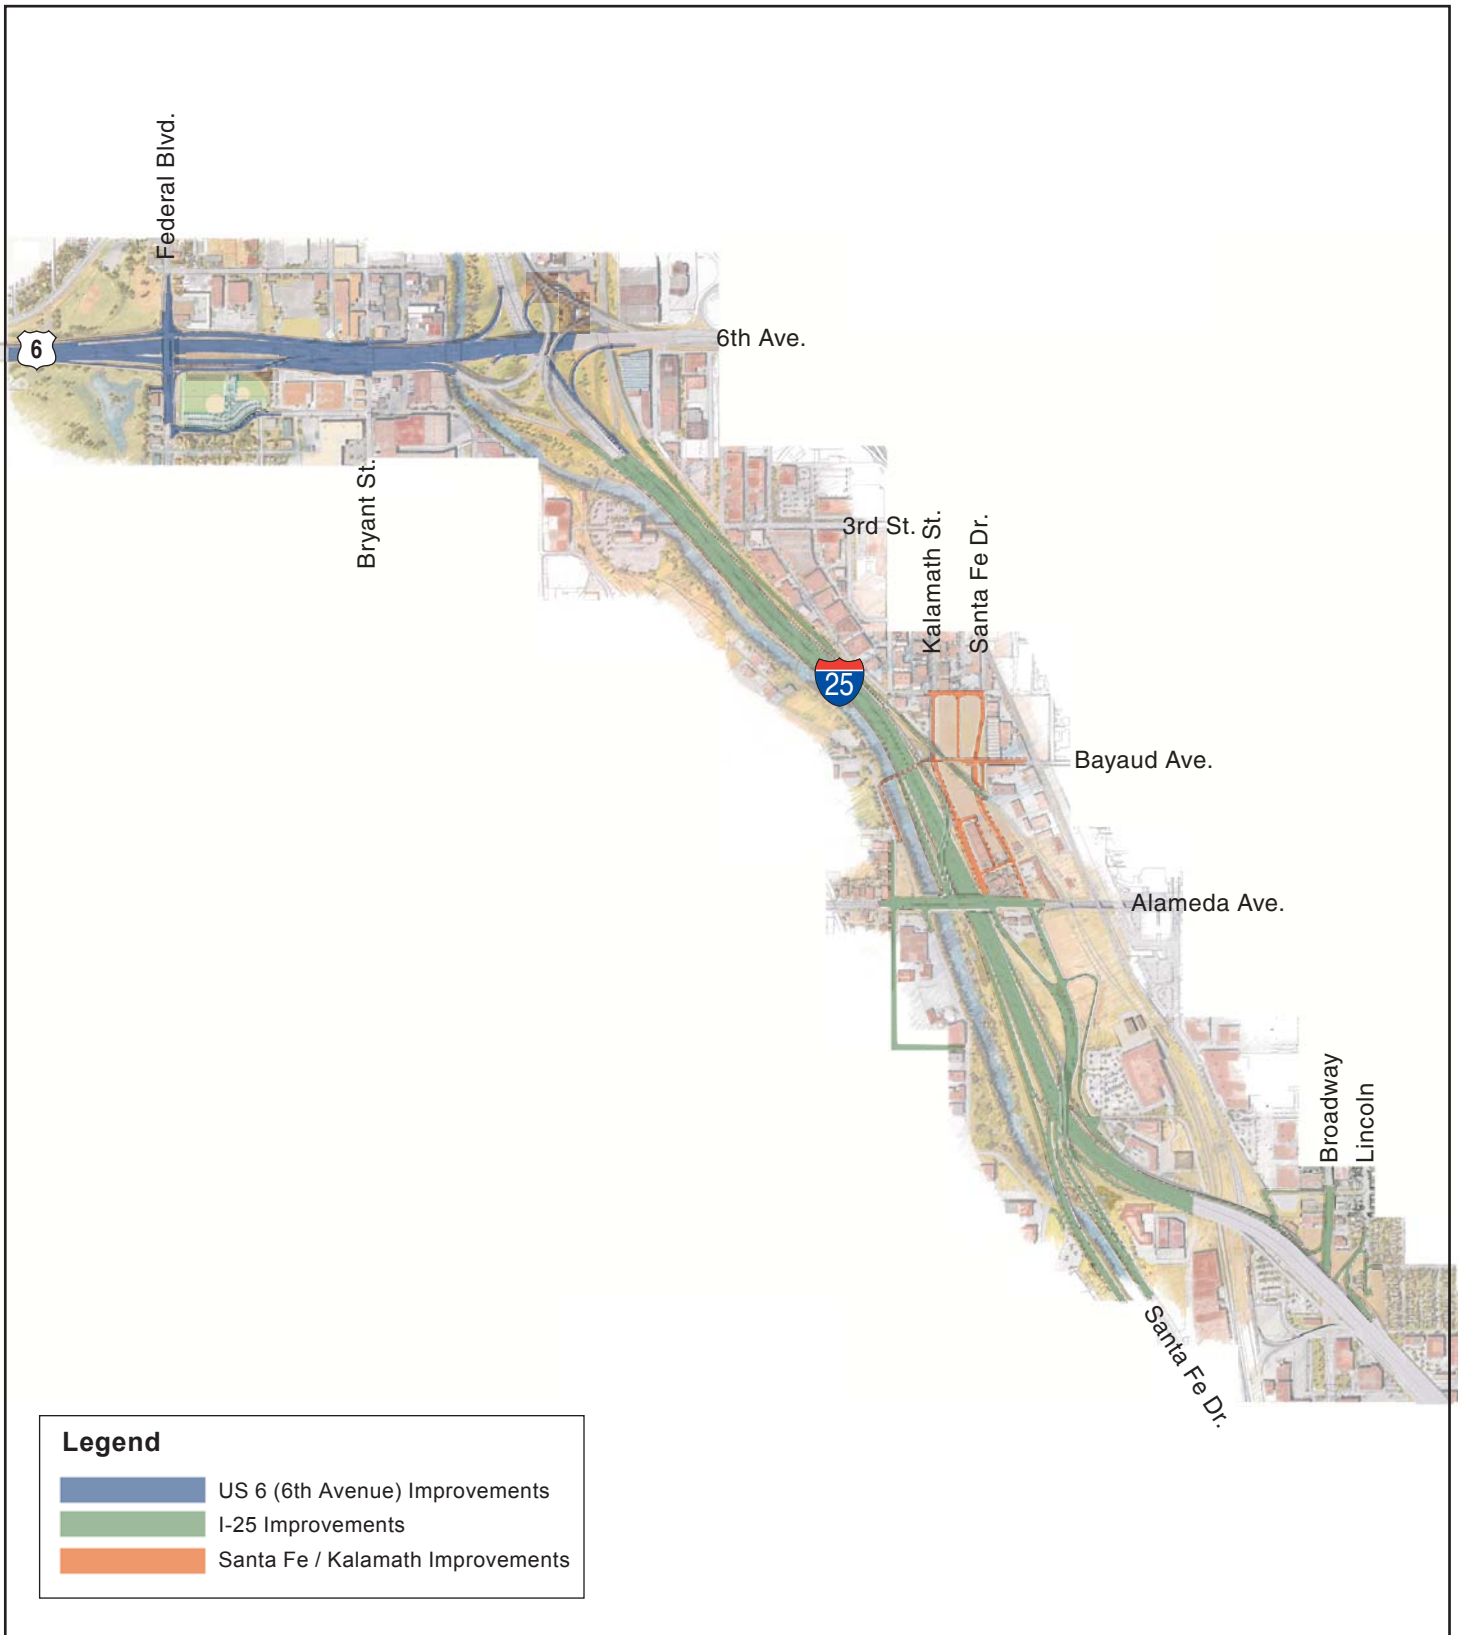 Federal Blvd.
6
6th Ave.
Bryant St.
3rd St.
Kalamath St.
Santa Fe Dr.
25
Bayaud Ave.
Alameda Ave.
Broadway
Lincoln
Santa Fe Dr.
Legend
US 6 (6th Avenue) Improvements
I-25 Improvements
Santa Fe / Kalamath Improvements